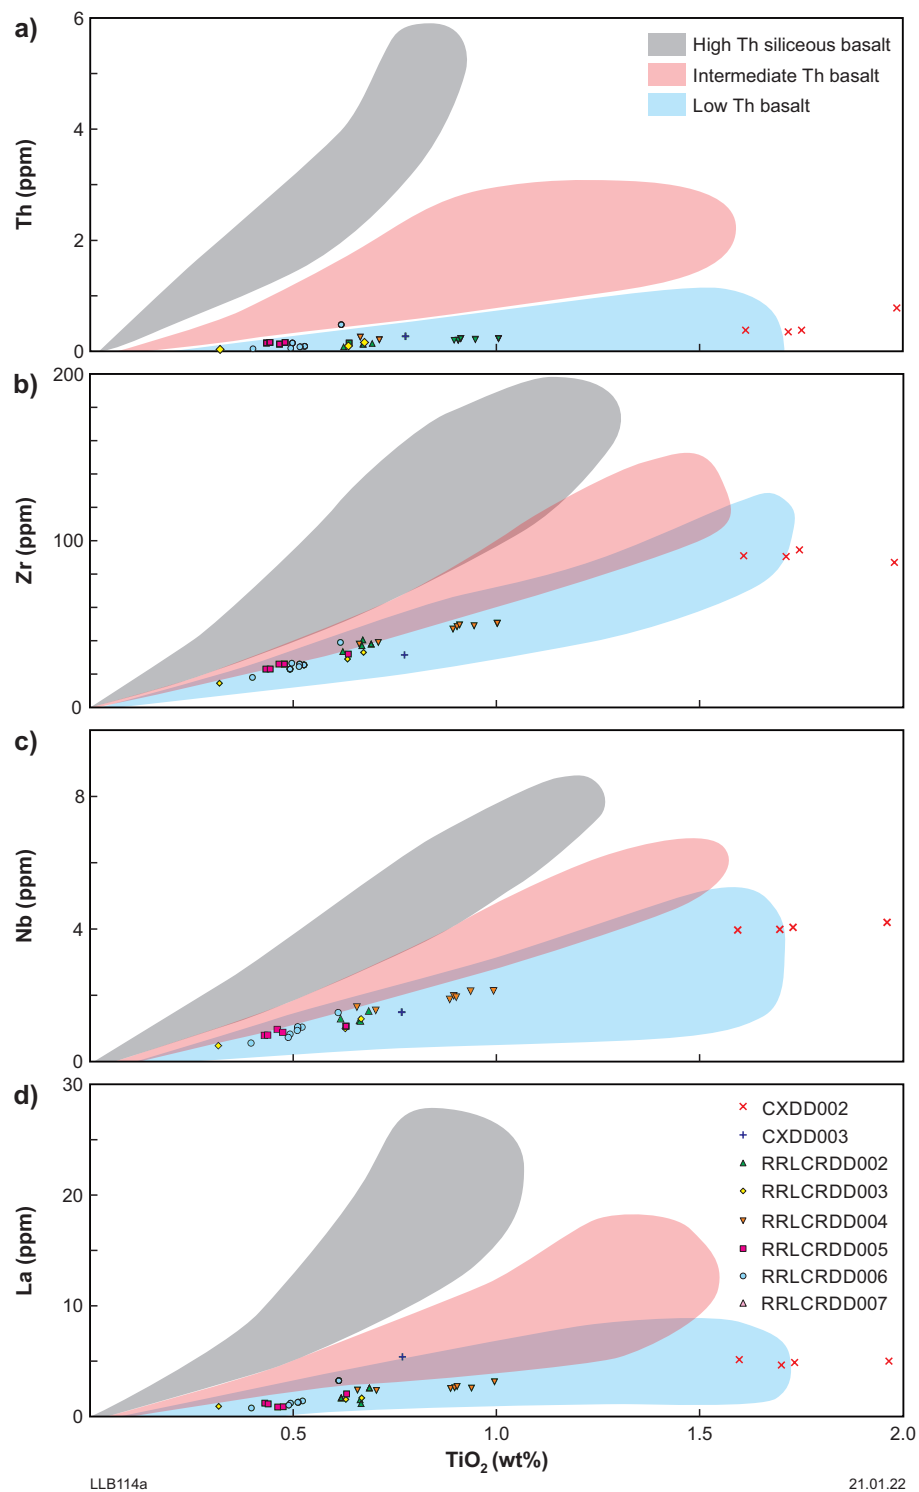 a)
6
4
2
0
Th (ppm)
High Th siliceous basalt
Intermediate Th basalt
Low Th basalt
b)
200
100
0
Zr (ppm)
c)
8
4
0
Nb (ppm)
d)
30
20
10
0
La (ppm)
CXDD002
CXDD003
RRLCRDD002
RRLCRDD003
RRLCRDD004
RRLCRDD005
RRLCRDD006
RRLCRDD007
0.5
1.0
1.5
2.0
TiO₂ (wt%)
LLB114a
21.01.22